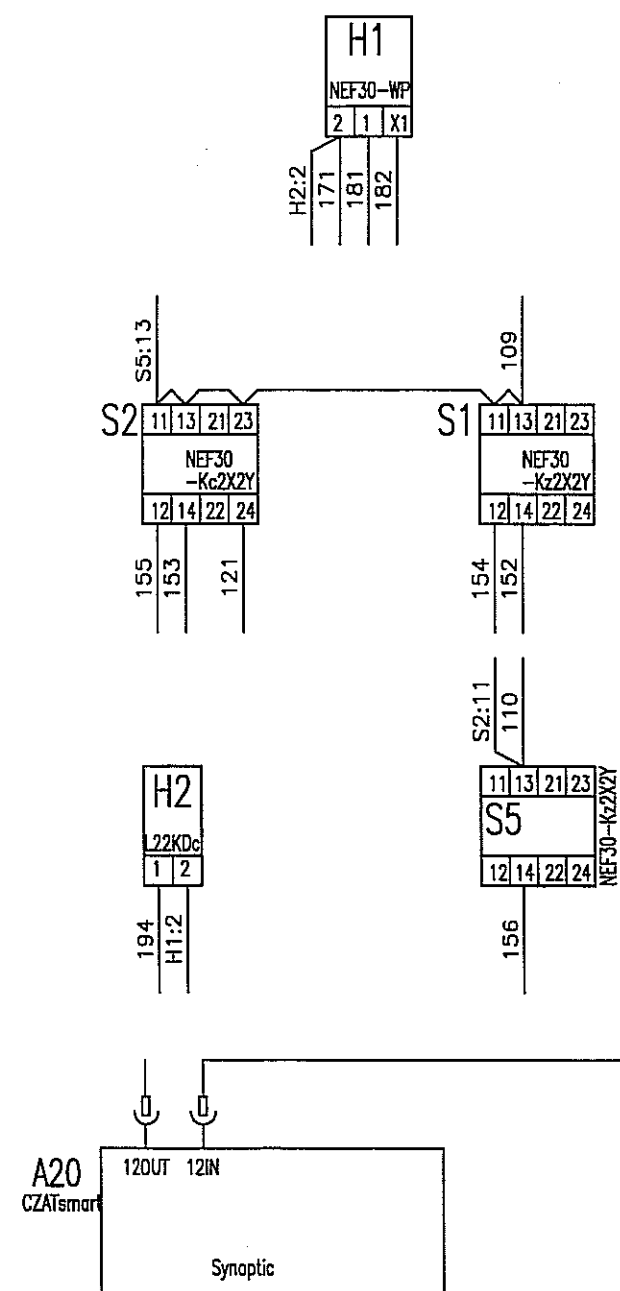 H1
NEF30-WP
2 1 X1
H2:2 171 181 182
S5:13 109
S2 11 13 21 23
NEF30
-Kc2X2Y
12 14 22 24
155 153 121
S1 11 13 21 23
NEF30
-Kz2X2Y
12 14 22 24
154 152
H2
L22KDc
1 2
194 H1:2
S2:11 110
11 13 21 23
S5
NEF30-Kz2X2Y
12 14 22 24
156
A20
CZATsmart
12OUT 12IN
Synoptic